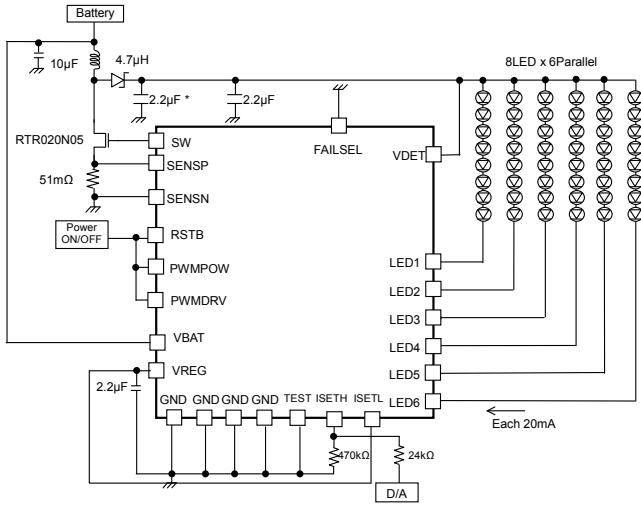 Battery
10µF
4.7µH
2.2µF *
2.2µF
8LED x 6Parallel
RTR020N05
SW
FAILSEL
SENSP
VDET
51mΩ
SENSN
Power
ON/OFF
RSTB
LED1
PWMPOW
LED2
PWMDRV
LED3
VBAT
LED4
VREG
LED5
2.2µF
GND
GND
GND
GND
TEST
ISETH
ISETL
LED6
Each 20mA
470kΩ
24kΩ
D/A